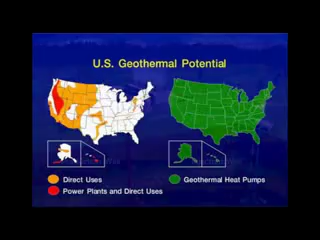 U.S. Geothermal Potential
Direct Uses
Power Plants and Direct Uses
Geothermal Heat Pumps